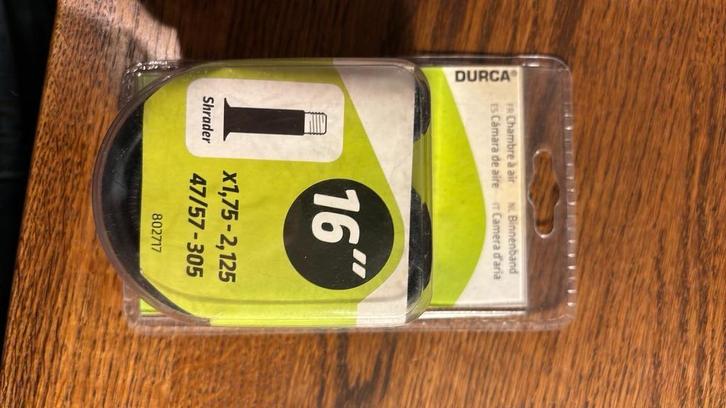 DURCA®
FR Chambre à air NL Binnenband
ES Cámara de aire IT Camera d'aria
Shrader
16"
x1,75 - 2,125
47/57 - 305
802717